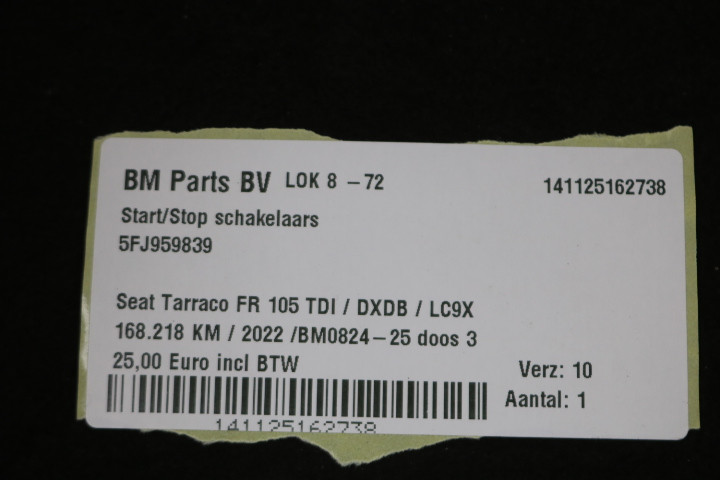 BM Parts BV LOK 8 -72 141125162738
Start/Stop schakelaars
5FJ959839
Seat Tarraco FR 105 TDI / DXDB / LC9X
168.218 KM / 2022 /BM0824-25 doos 3
25,00 Euro incl BTW Verz: 10
Aantal: 1
141125162738